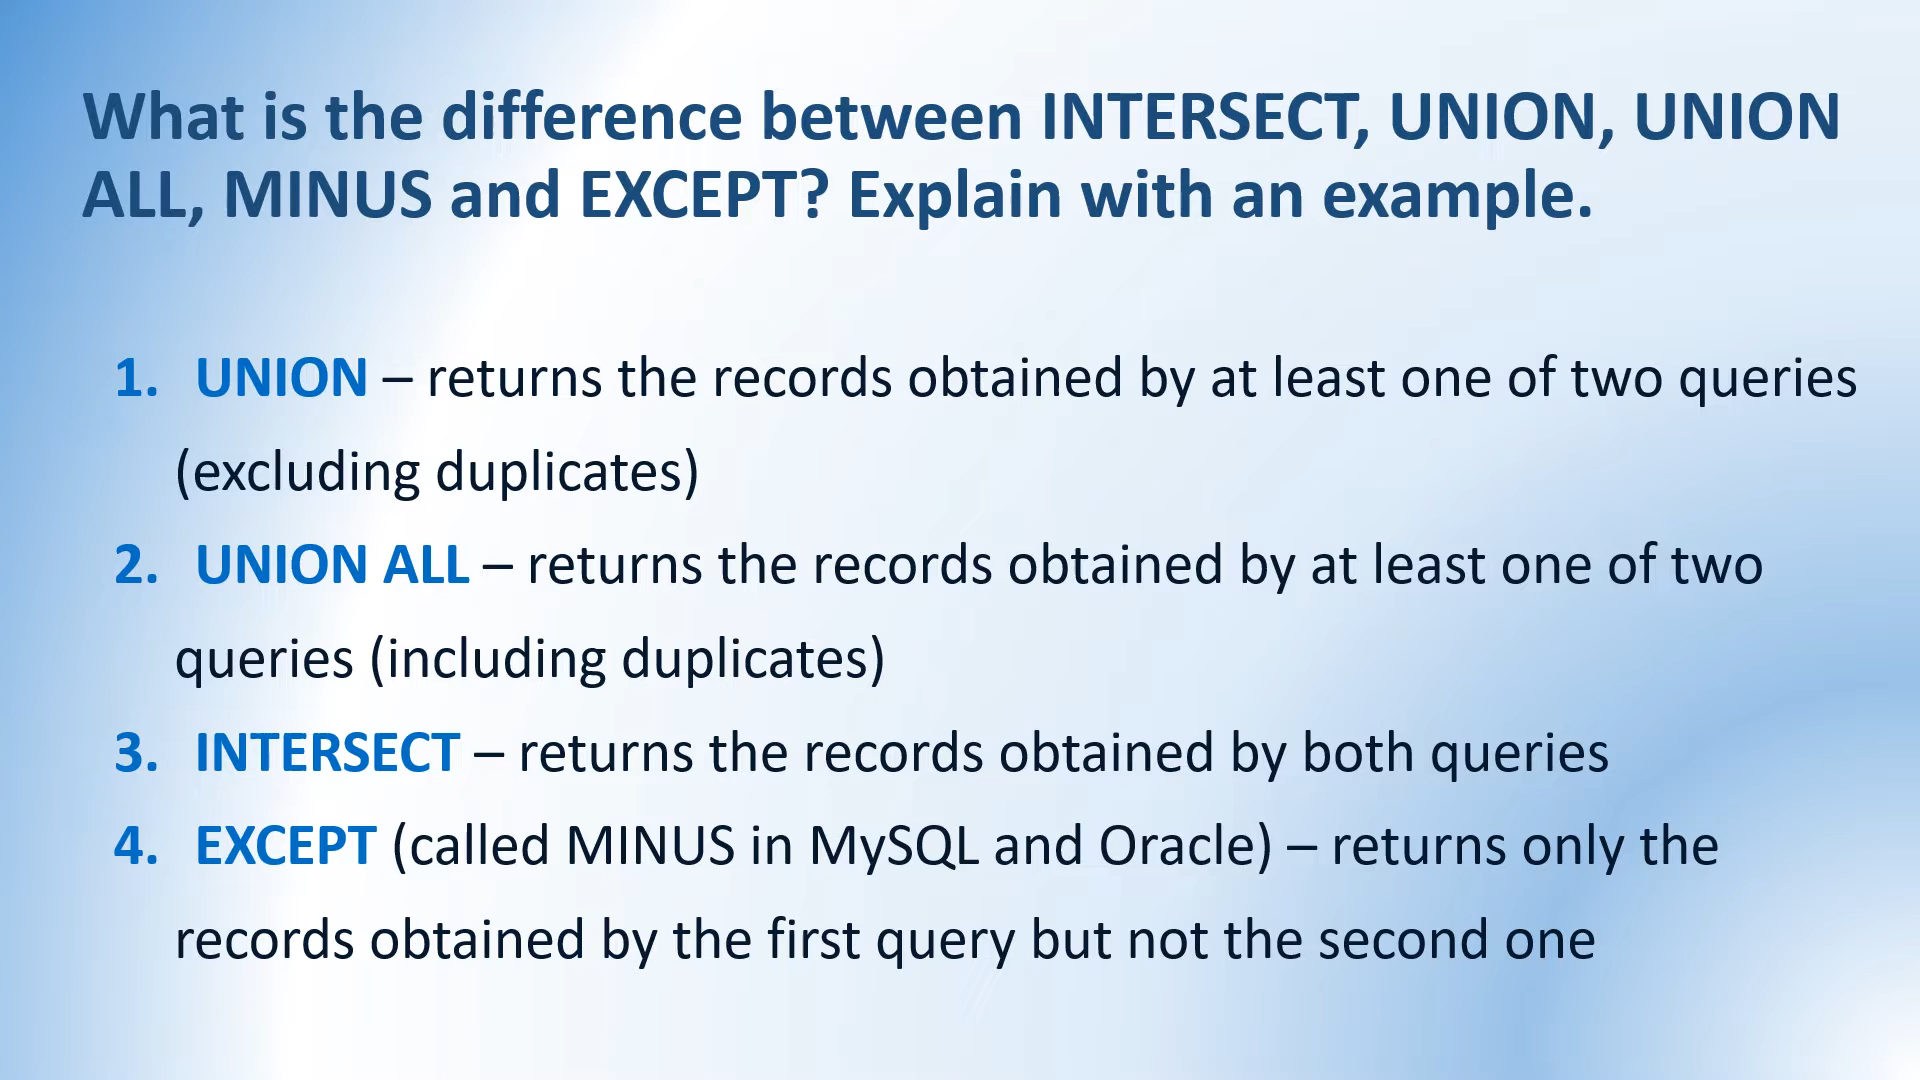 What is the difference between INTERSECT, UNION, UNION
ALL, MINUS and EXCEPT? Explain with an example.
1. UNION – returns the records obtained by at least one of two queries
(excluding duplicates)
2. UNION ALL – returns the records obtained by at least one of two
queries (including duplicates)
3. INTERSECT – returns the records obtained by both queries
4. EXCEPT (called MINUS in MySQL and Oracle) – returns only the
records obtained by the first query but not the second one